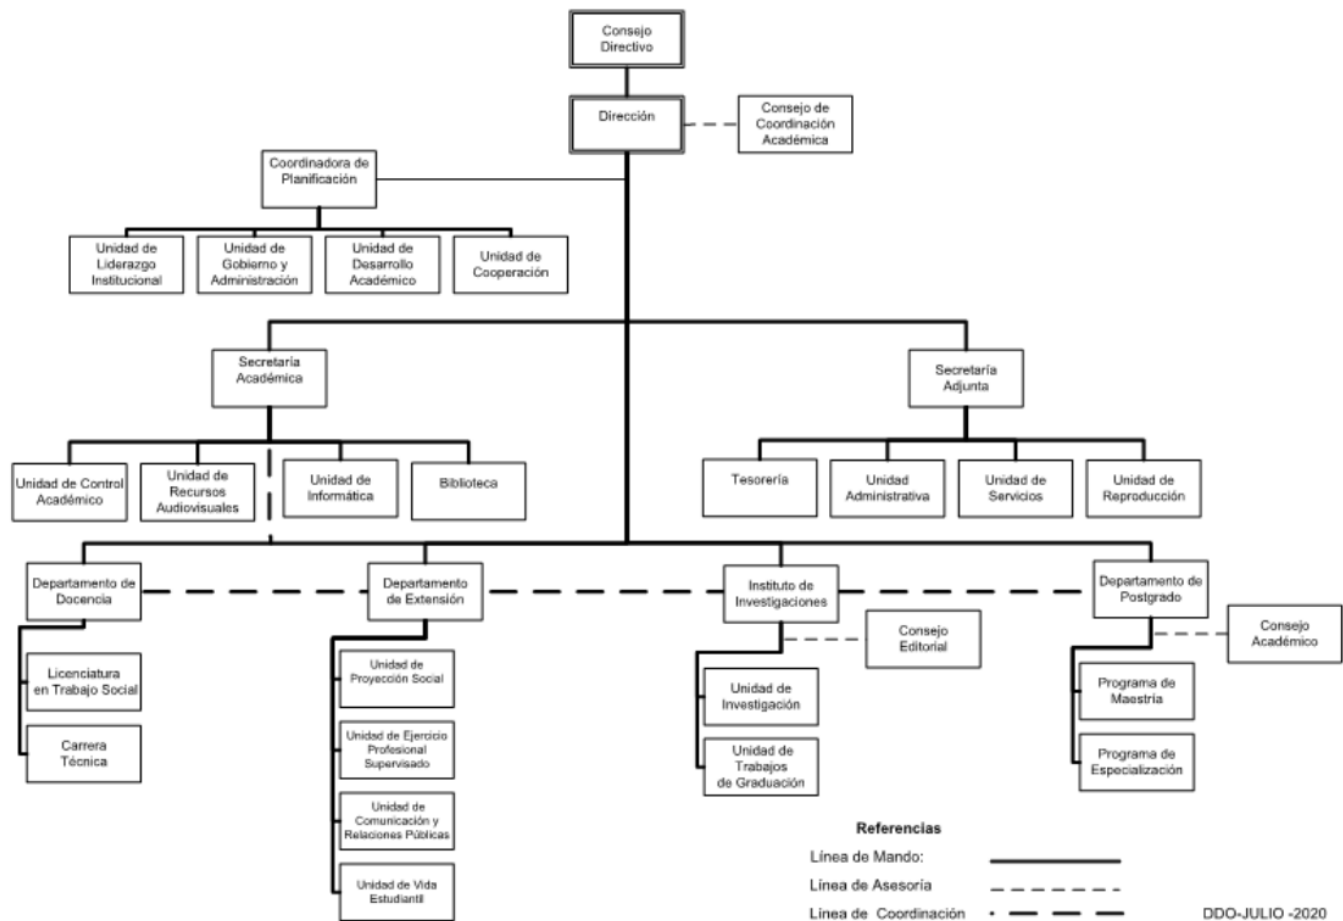 Consejo
Directivo
Dirección
Consejo de
Coordinación
Académica
Coordinadora de
Planificación
Unidad de
Liderazgo
Institucional
Unidad de
Gobierno y
Administración
Unidad de
Desarrollo
Académico
Unidad de
Cooperación
Secretaría
Académica
Secretaría
Adjunta
Unidad de Control
Académico
Unidad de
Recursos
Audiovisuales
Unidad de
Informática
Biblioteca
Tesorería
Unidad
Administrativa
Unidad de
Servicios
Unidad de
Reproducción
Departamento de
Docencia
Departamento
de Extensión
Instituto de
Investigaciones
Departamento de
Postgrado
Consejo
Editorial
Consejo
Académico
Licenciatura
en Trabajo Social
Carrera
Técnica
Unidad de
Proyección Social
Unidad de Ejercicio
Profesional
Supervisado
Unidad de
Comunicación y
Relaciones Públicas
Unidad de Vida
Estudiantil
Unidad de
Investigación
Unidad de
Trabajos
de Graduación
Programa de
Maestría
Programa de
Especialización
Referencias
Línea de Mando:
Línea de Asesoría
Línea de Coordinación
DDO-JULIO -2020